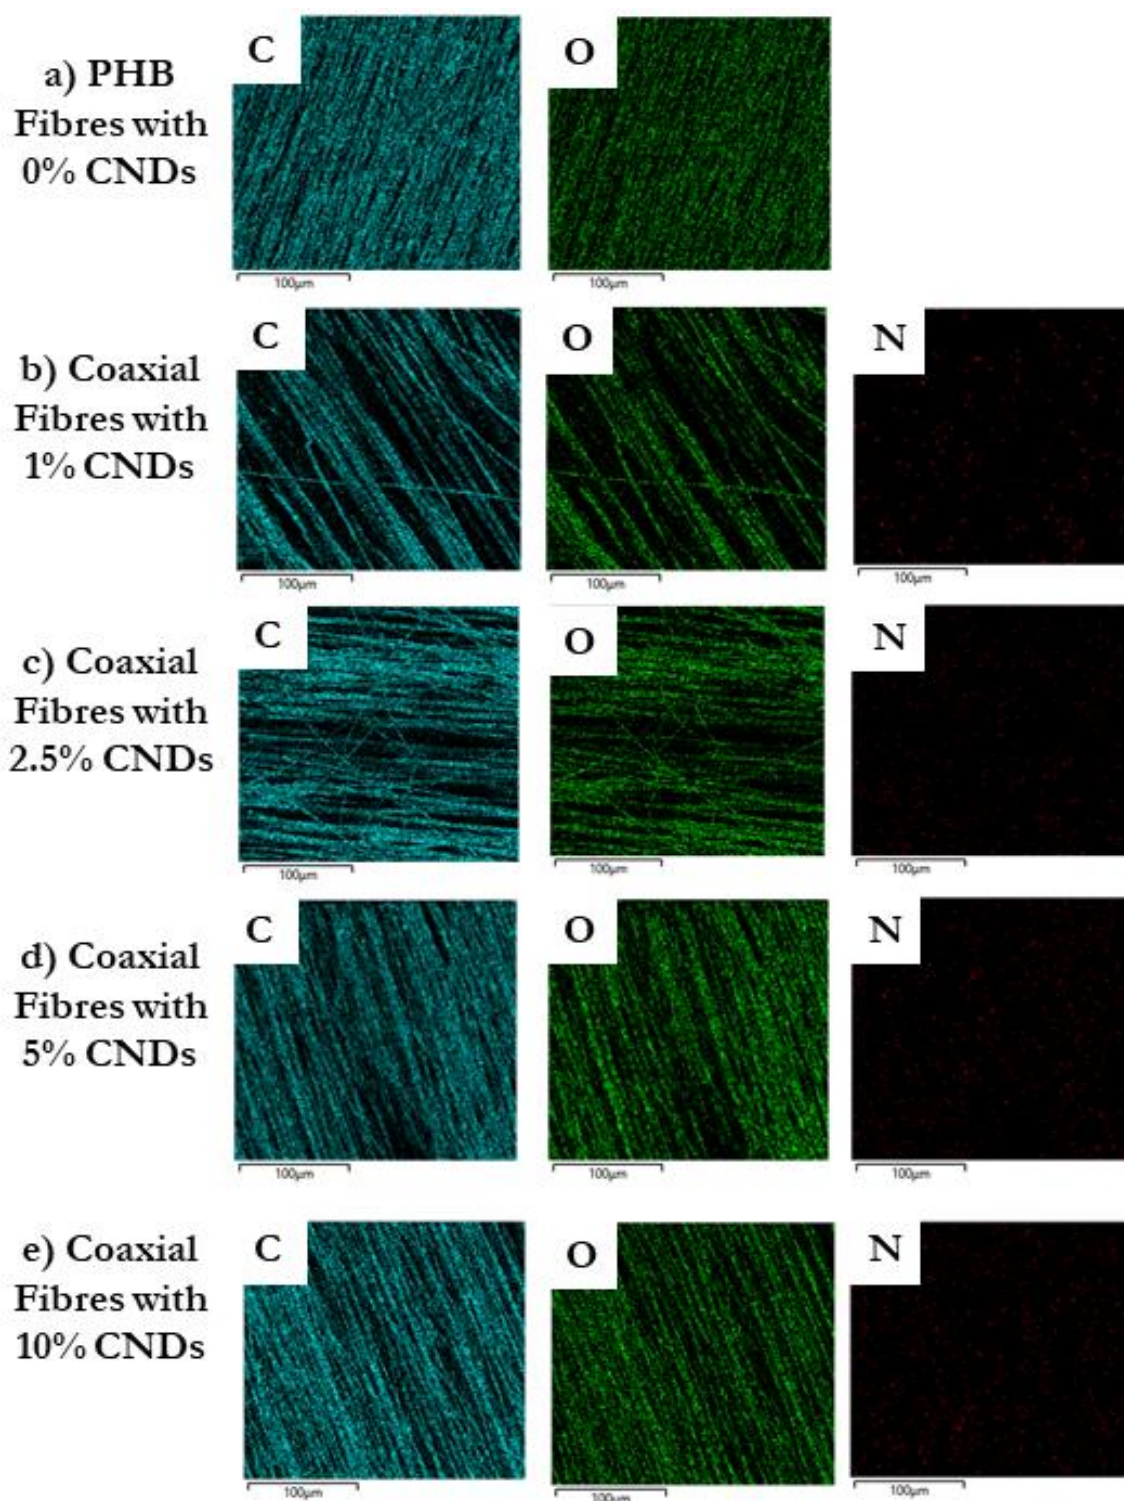 a) PHB
Fibres with
0% CNDs
C
O
100µm
100µm
b) Coaxial
Fibres with
1% CNDs
C
O
N
100µm
100µm
100µm
c) Coaxial
Fibres with
2.5% CNDs
C
O
N
100µm
100µm
100µm
d) Coaxial
Fibres with
5% CNDs
C
O
N
100µm
100µm
100µm
e) Coaxial
Fibres with
10% CNDs
C
O
N
100µm
100µm
100µm